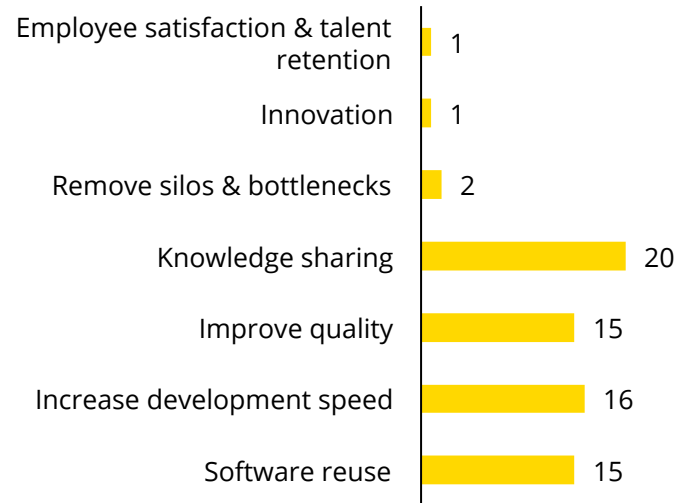 Employee satisfaction & talent
retention
1
Innovation
1
Remove silos & bottlenecks
2
Knowledge sharing
20
Improve quality
15
Increase development speed
16
Software reuse
15